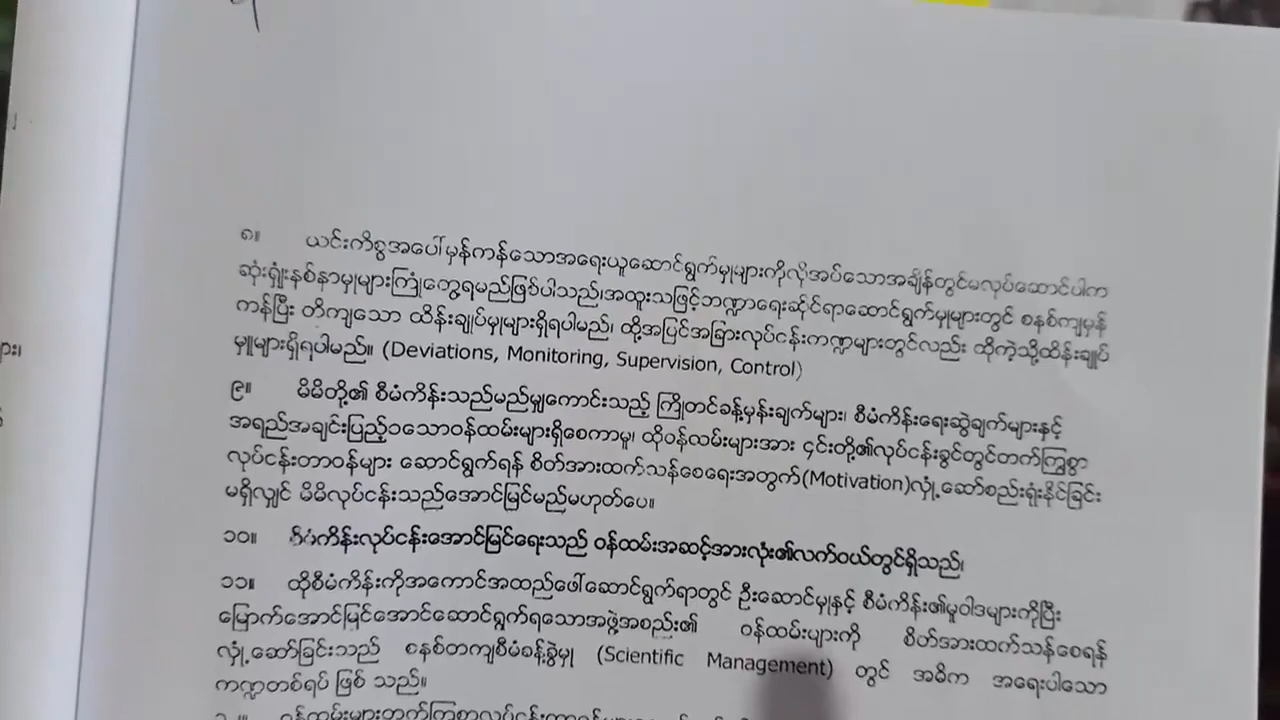 ၈။ ယင်းကိစ္စအပေါ်မှန်ကန်သောအရေးယူဆောင်ရွက်မှုများကိုလိုအပ်သောအချိန်တွင်မလုပ်ဆောင်ပါက
ဆုံးရှုံးနစ်နာမှုများကြုံတွေ့ရမည်ဖြစ်ပါသည်၊အထူးသဖြင့်ဘဏ္ဍာရေးဆိုင်ရာဆောင်ရွက်မှုများတွင် စနစ်ကျမှန်
ကန်ပြီး တိကျသော ထိန်းချုပ်မှုများရှိရပါမည်၊ ထို့အပြင်အခြားလုပ်ငန်းကဏ္ဍများတွင်လည်း ထိုကဲ့သို့ထိန်းချုပ်
မှုများရှိရပါမည်။ (Deviations, Monitoring, Supervision, Control)
၉။ မိမိတို့၏ စီမံကိန်းသည်မည်မျှကောင်းသည့် ကြိုတင်ခန့်မှန်းချက်များ၊ စီမံကိန်းရေးဆွဲချက်များနှင့်
အရည်အချင်းပြည့်ဝသောဝန်ထမ်းများရှိစေကာမူ၊ ထိုဝန်ထမ်းများအား ၎င်းတို့၏လုပ်ငန်းခွင်တွင်တက်ကြွစွာ
လုပ်ငန်းတာဝန်များ ဆောင်ရွက်ရန် စိတ်အားထက်သန်စေရေးအတွက်(Motivation)လှုံ့ဆော်စည်းရုံးနိုင်ခြင်း
မရှိလျှင် မိမိလုပ်ငန်းသည်အောင်မြင်မည်မဟုတ်ပေ။
၁၀။ စီမံကိန်းလုပ်ငန်းအောင်မြင်ရေးသည် ဝန်ထမ်းအဆင့်အားလုံး၏လက်ဝယ်တွင်ရှိသည်၊
၁၁။ ထိုစီမံကိန်းကိုအကောင်အထည်ဖေါ်ဆောင်ရွက်ရာတွင် ဦးဆောင်မှုနှင့် စီမံကိန်း၏မူဝါဒများကိုပြီး
မြောက်အောင်မြင်အောင်ဆောင်ရွက်ရသောအဖွဲ့အစည်း၏ ဝန်ထမ်းများကို စိတ်အားထက်သန်စေရန်
လှုံ့ဆော်ခြင်းသည် စနစ်တကျစီမံခန့်ခွဲမှု (Scientific Management) တွင် အဓိက အရေးပါသော
ကဏ္ဍတစ်ရပ် ဖြစ် သည်။